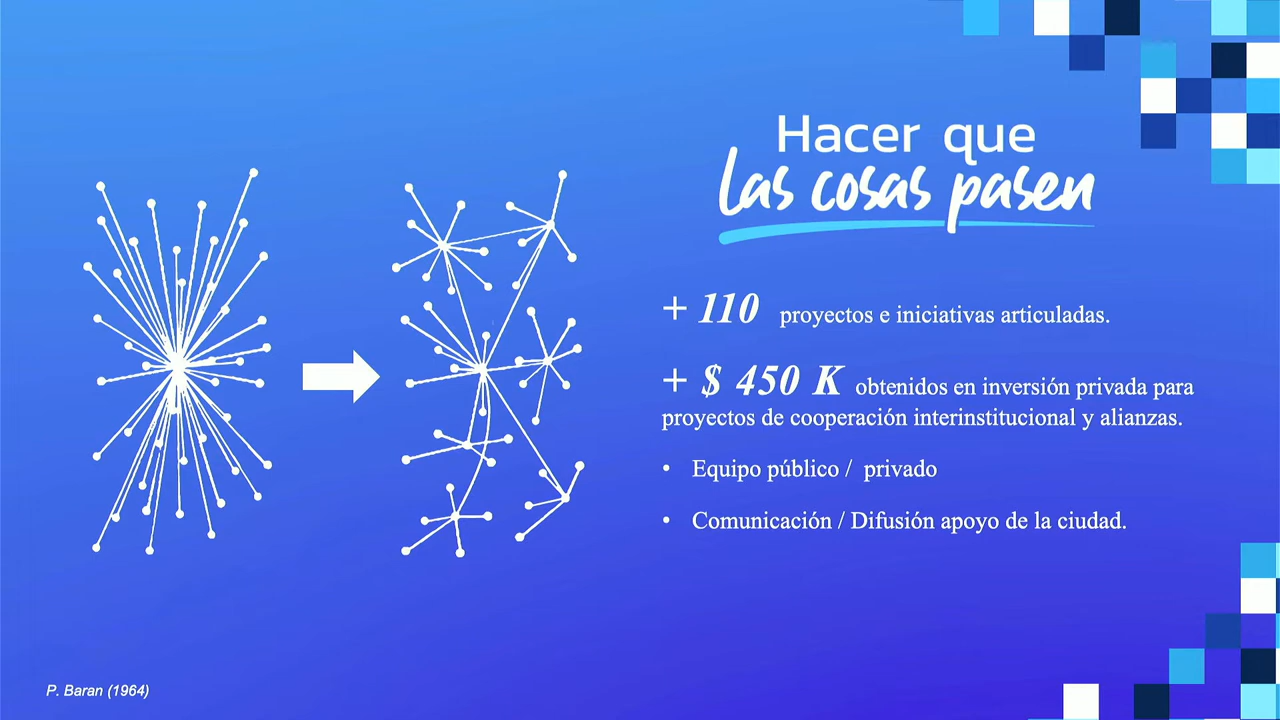 Hacer que
las cosas pasen
+ 110 proyectos e iniciativas articuladas.
+ $ 450 K obtenidos en inversión privada para
proyectos de cooperación interinstitucional y alianzas.
• Equipo público / privado
• Comunicación / Difusión apoyo de la ciudad.
P. Baran (1964)